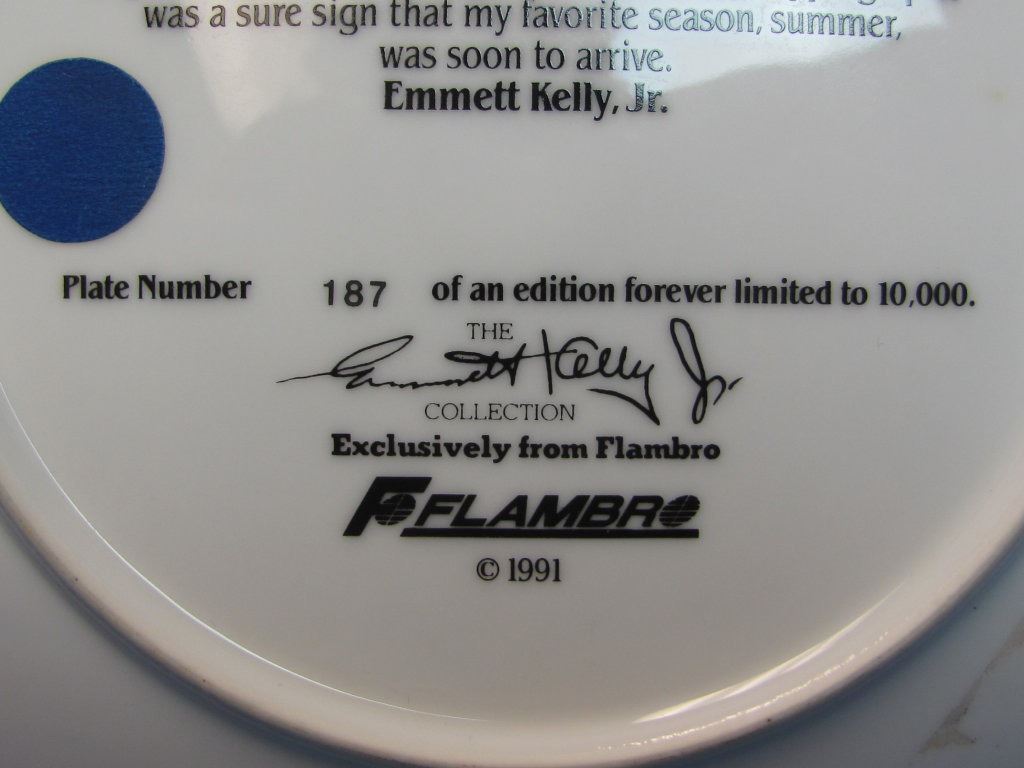 was a sure sign that my favorite season, summer,
was soon to arrive.
Emmett Kelly, Jr.
Plate Number 187 of an edition forever limited to 10,000.
THE
Emmett Kelly Jr.
COLLECTION
Exclusively from Flambro
F FLAMBRO
© 1991